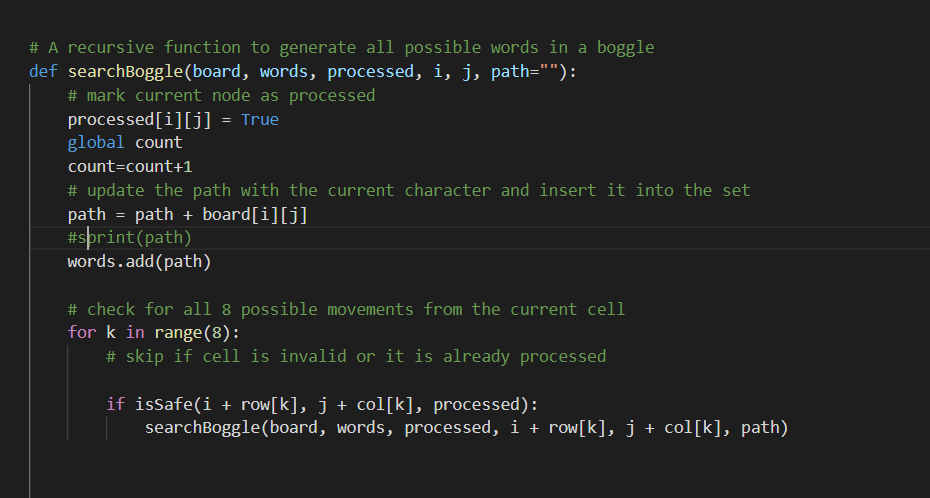 # A recursive function to generate all possible words in a boggle
def searchBoggle(board, words, processed, i, j, path=""):
    # mark current node as processed
    processed[i][j] = True
    global count
    count=count+1
    # update the path with the current character and insert it into the set
    path = path + board[i][j]
    #sprint(path)
    words.add(path)

    # check for all 8 possible movements from the current cell
    for k in range(8):
        # skip if cell is invalid or it is already processed

        if isSafe(i + row[k], j + col[k], processed):
            searchBoggle(board, words, processed, i + row[k], j + col[k], path)